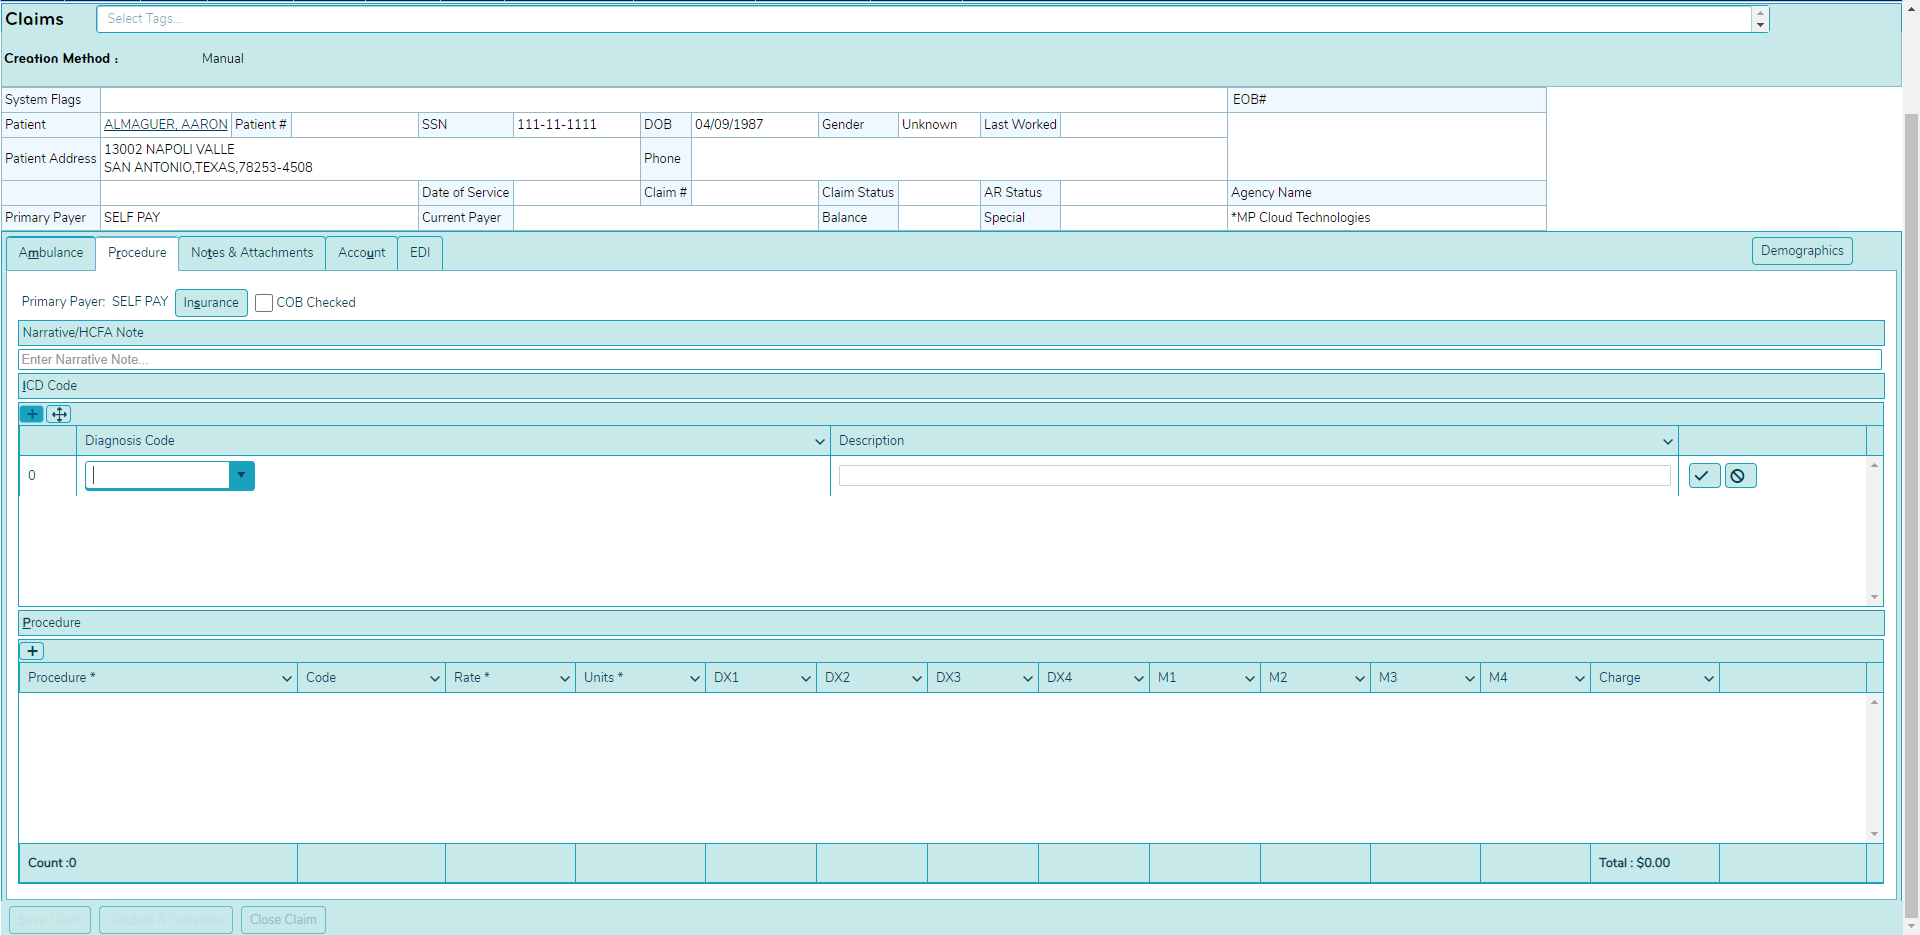 Claims Select Tags...
Creation Method : Manual
System Flags EOB#
Patient ALMAGUER, AARON Patient # SSN 111-11-1111 DOB 04/09/1987 Gender Unknown Last Worked
Patient Address 13002 NAPOLI VALLE
SAN ANTONIO,TEXAS,78253-4508 Phone
Date of Service Claim # Claim Status AR Status Agency Name
Primary Payer SELF PAY Current Payer Balance Special *MP Cloud Technologies
Ambulance Procedure Notes & Attachments Account EDI Demographics
Primary Payer: SELF PAY Insurance COB Checked
Narrative/HCFA Note
Enter Narrative Note...
ICD Code
Diagnosis Code Description
0
Procedure
Procedure * Code Rate * Units * DX1 DX2 DX3 DX4 M1 M2 M3 M4 Charge
Count :0 Total : $0.00
Save Claim Validate & Complete Close Claim